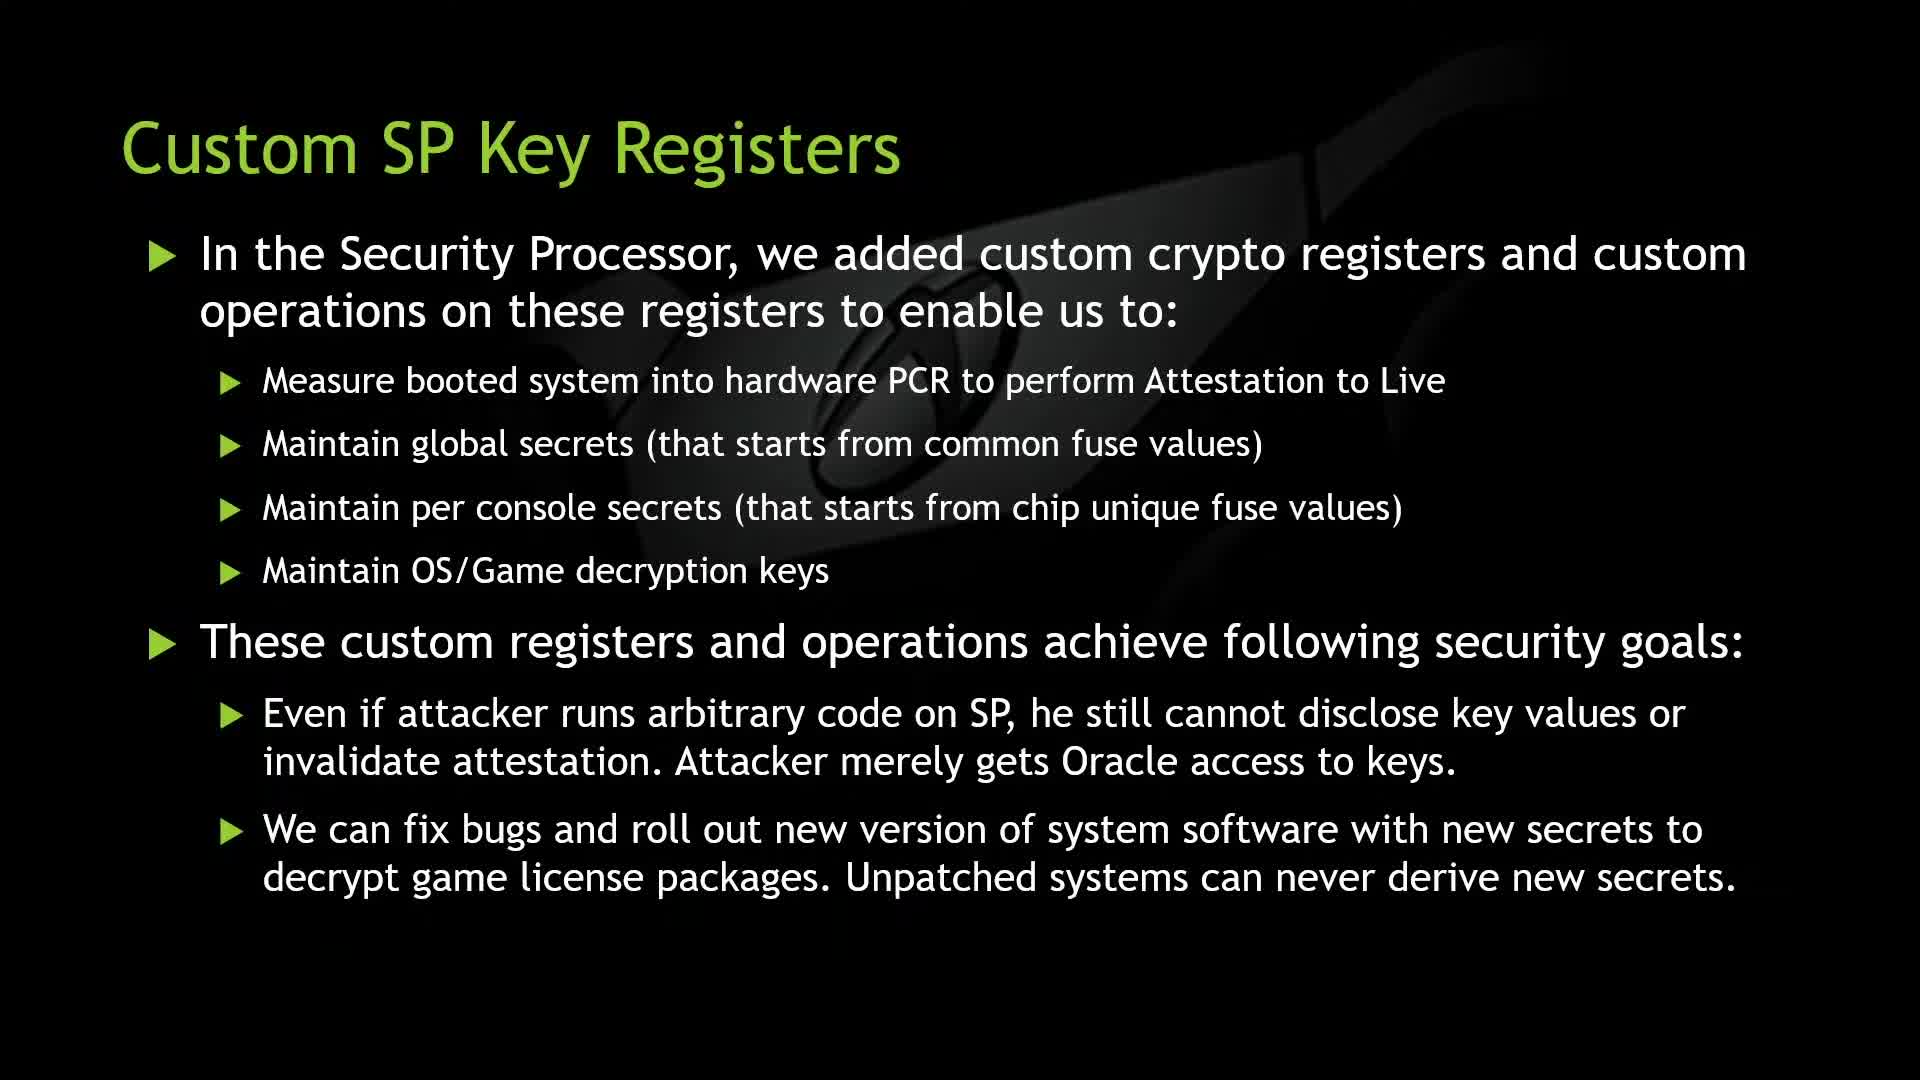 Custom SP Key Registers
In the Security Processor, we added custom crypto registers and custom
operations on these registers to enable us to:
Measure booted system into hardware PCR to perform Attestation to Live
Maintain global secrets (that starts from common fuse values)
Maintain per console secrets (that starts from chip unique fuse values)
Maintain OS/Game decryption keys
These custom registers and operations achieve following security goals:
Even if attacker runs arbitrary code on SP, he still cannot disclose key values or
invalidate attestation. Attacker merely gets Oracle access to keys.
We can fix bugs and roll out new version of system software with new secrets to
decrypt game license packages. Unpatched systems can never derive new secrets.